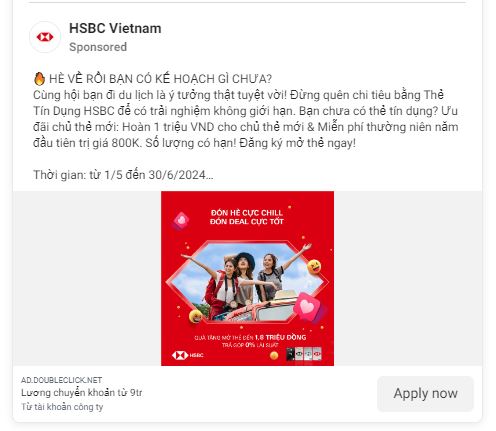 HSBC Vietnam
Sponsored
🔥 HÈ VỀ RỒI BẠN CÓ KẾ HOẠCH GÌ CHƯA?
Cùng hội bạn đi du lịch là ý tưởng thật tuyệt vời! Đừng quên chi tiêu bằng Thẻ
Tín Dụng HSBC để có trải nghiệm không giới hạn. Bạn chưa có thẻ tín dụng? Ưu
đãi chủ thẻ mới: Hoàn 1 triệu VND cho chủ thẻ mới & Miễn phí thường niên năm
đầu tiên trị giá 800K. Số lượng có hạn! Đăng ký mở thẻ ngay!
Thời gian: từ 1/5 đến 30/6/2024...
ĐÓN HÈ CỰC CHILL
ĐÓN DEAL CỰC TỐT
QUÀ TẶNG MỞ THẺ ĐẾN 1.8 TRIỆU ĐỒNG
TRẢ GÓP 0% LÃI SUẤT
HSBC
AD.DOUBLECLICK.NET
Lương chuyển khoản từ 9tr
Từ tài khoản công ty
Apply now